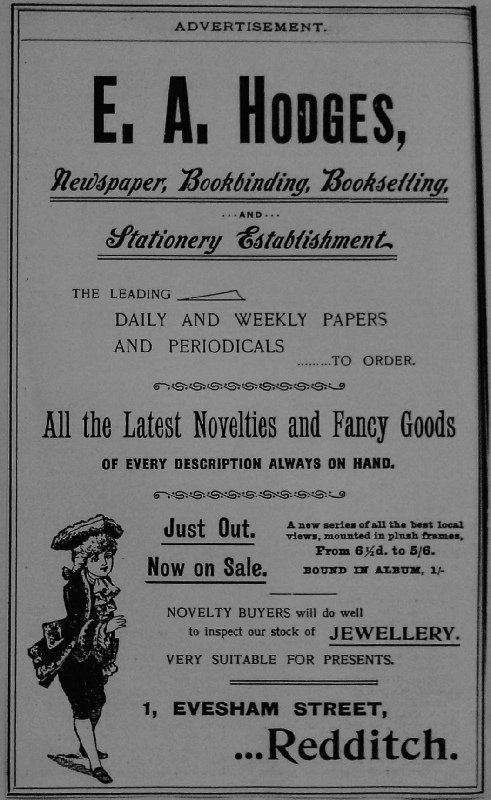 ADVERTISEMENT.
E. A. HODGES,
Newspaper, Bookbinding, Bookselling,
...AND...
Stationery Establishment
THE LEADING
DAILY AND WEEKLY PAPERS
AND PERIODICALS
.........TO ORDER.
All the Latest Novelties and Fancy Goods
OF EVERY DESCRIPTION ALWAYS ON HAND.
Just Out.
Now on Sale.
A new series of all the best local
views, mounted in plush frames,
From 6½d. to 5/6.
BOUND IN ALBUM, 1/-
NOVELTY BUYERS will do well
to inspect our stock of JEWELLERY.
VERY SUITABLE FOR PRESENTS.
1, EVESHAM STREET,
...Redditch.